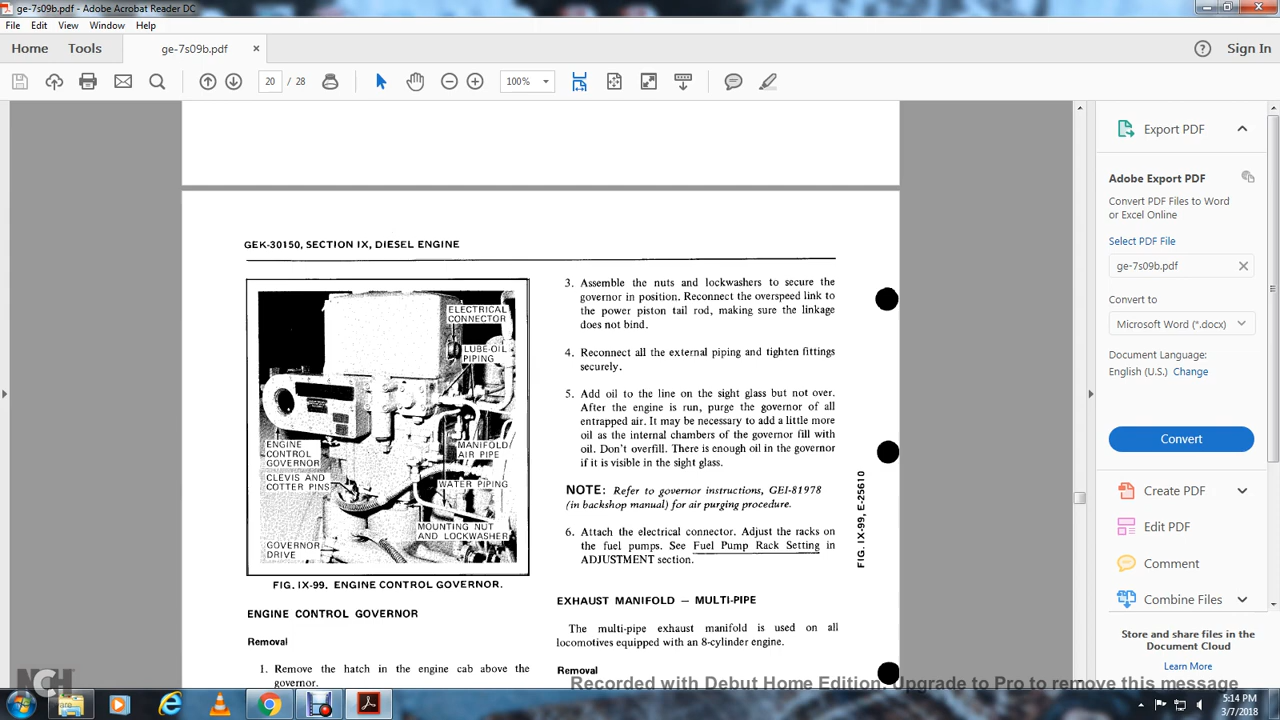 ge-7s09b.pdf - Adobe Acrobat Reader DC
File Edit View Window Help
Home Tools ge-7s09b.pdf × Sign In
20 / 28 100%
GEK-30150, SECTION IX, DIESEL ENGINE
ELECTRICAL
CONNECTOR
LUBE-OIL
PIPING
ENGINE
CONTROL
GOVERNOR
MANIFOLD
AIR PIPE
CLEVIS AND
COTTER PINS
WATER PIPING
MOUNTING NUT
AND LOCKWASHER
GOVERNOR
DRIVE
FIG. IX-99. ENGINE CONTROL GOVERNOR.
ENGINE CONTROL GOVERNOR
Removal
1. Remove the hatch in the engine cab above the
governor.
3. Assemble the nuts and lockwashers to secure the
governor in position. Reconnect the overspeed link to
the power piston tail rod, making sure the linkage
does not bind.
4. Reconnect all the external piping and tighten fittings
securely.
5. Add oil to the line on the sight glass but not over.
After the engine is run, purge the governor of all
entrapped air. It may be necessary to add a little more
oil as the internal chambers of the governor fill with
oil. Don't overfill. There is enough oil in the governor
if it is visible in the sight glass.
NOTE: Refer to governor instructions, GEI-81978
(in backshop manual) for air purging procedure.
6. Attach the electrical connector. Adjust the racks on
the fuel pumps. See Fuel Pump Rack Setting in
ADJUSTMENT section.
EXHAUST MANIFOLD — MULTI-PIPE
The multi-pipe exhaust manifold is used on all
locomotives equipped with an 8-cylinder engine.
Removal
FIG. IX-99, E-25610
Export PDF
Adobe Export PDF
Convert PDF Files to Word
or Excel Online
Select PDF File
ge-7s09b.pdf
Convert to
Microsoft Word (*.docx)
Document Language:
English (U.S.) Change
Convert
Create PDF
Edit PDF
Comment
Combine Files
Store and share files in the
Document Cloud
Learn More
NCH
Recorded with Debut Home Edition. Upgrade to Pro to remove this message
5:14 PM
3/7/2018